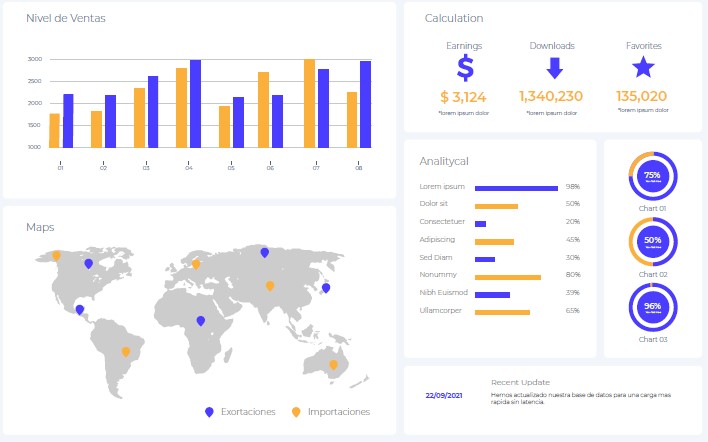 Nivel de Ventas
3000
2500
2000
1500
1000
01
02
03
04
05
06
07
08
Maps
Exortaciones
Importaciones
Calculation
Earnings
Downloads
Favorites
$ 3,124
1,340,230
135,020
*lorem ipsum dolor
*lorem ipsum dolor
*lorem ipsum dolor
Analitycal
Lorem ipsum 98%
Dolor sit 50%
Consectetuer 20%
Adipiscing 45%
Sed Diam 30%
Nonummy 80%
Nibh Euismod 39%
Ullamcorper 65%
75%
Chart 01
50%
Chart 02
96%
Chart 03
Recent Update
22/09/2021
Hemos actualizado nuestra base de datos para una carga mas
rapida sin latencia.